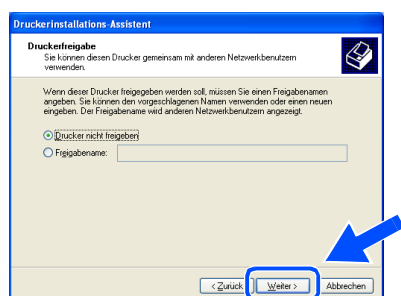 Druckerinstallations-Assistent
Druckerfreigabe
Sie können diesen Drucker gemeinsam mit anderen Netzwerkbenutzern
verwenden.
Wenn dieser Drucker freigegeben werden soll, müssen Sie einen Freigabenamen
angeben. Sie können den vorgeschlagenen Namen verwenden oder einen neuen
eingeben. Der Freigabename wird anderen Netzwerkbenutzern angezeigt.
Drucker nicht freigeben
Freigabename:
< Zurück Weiter > Abbrechen